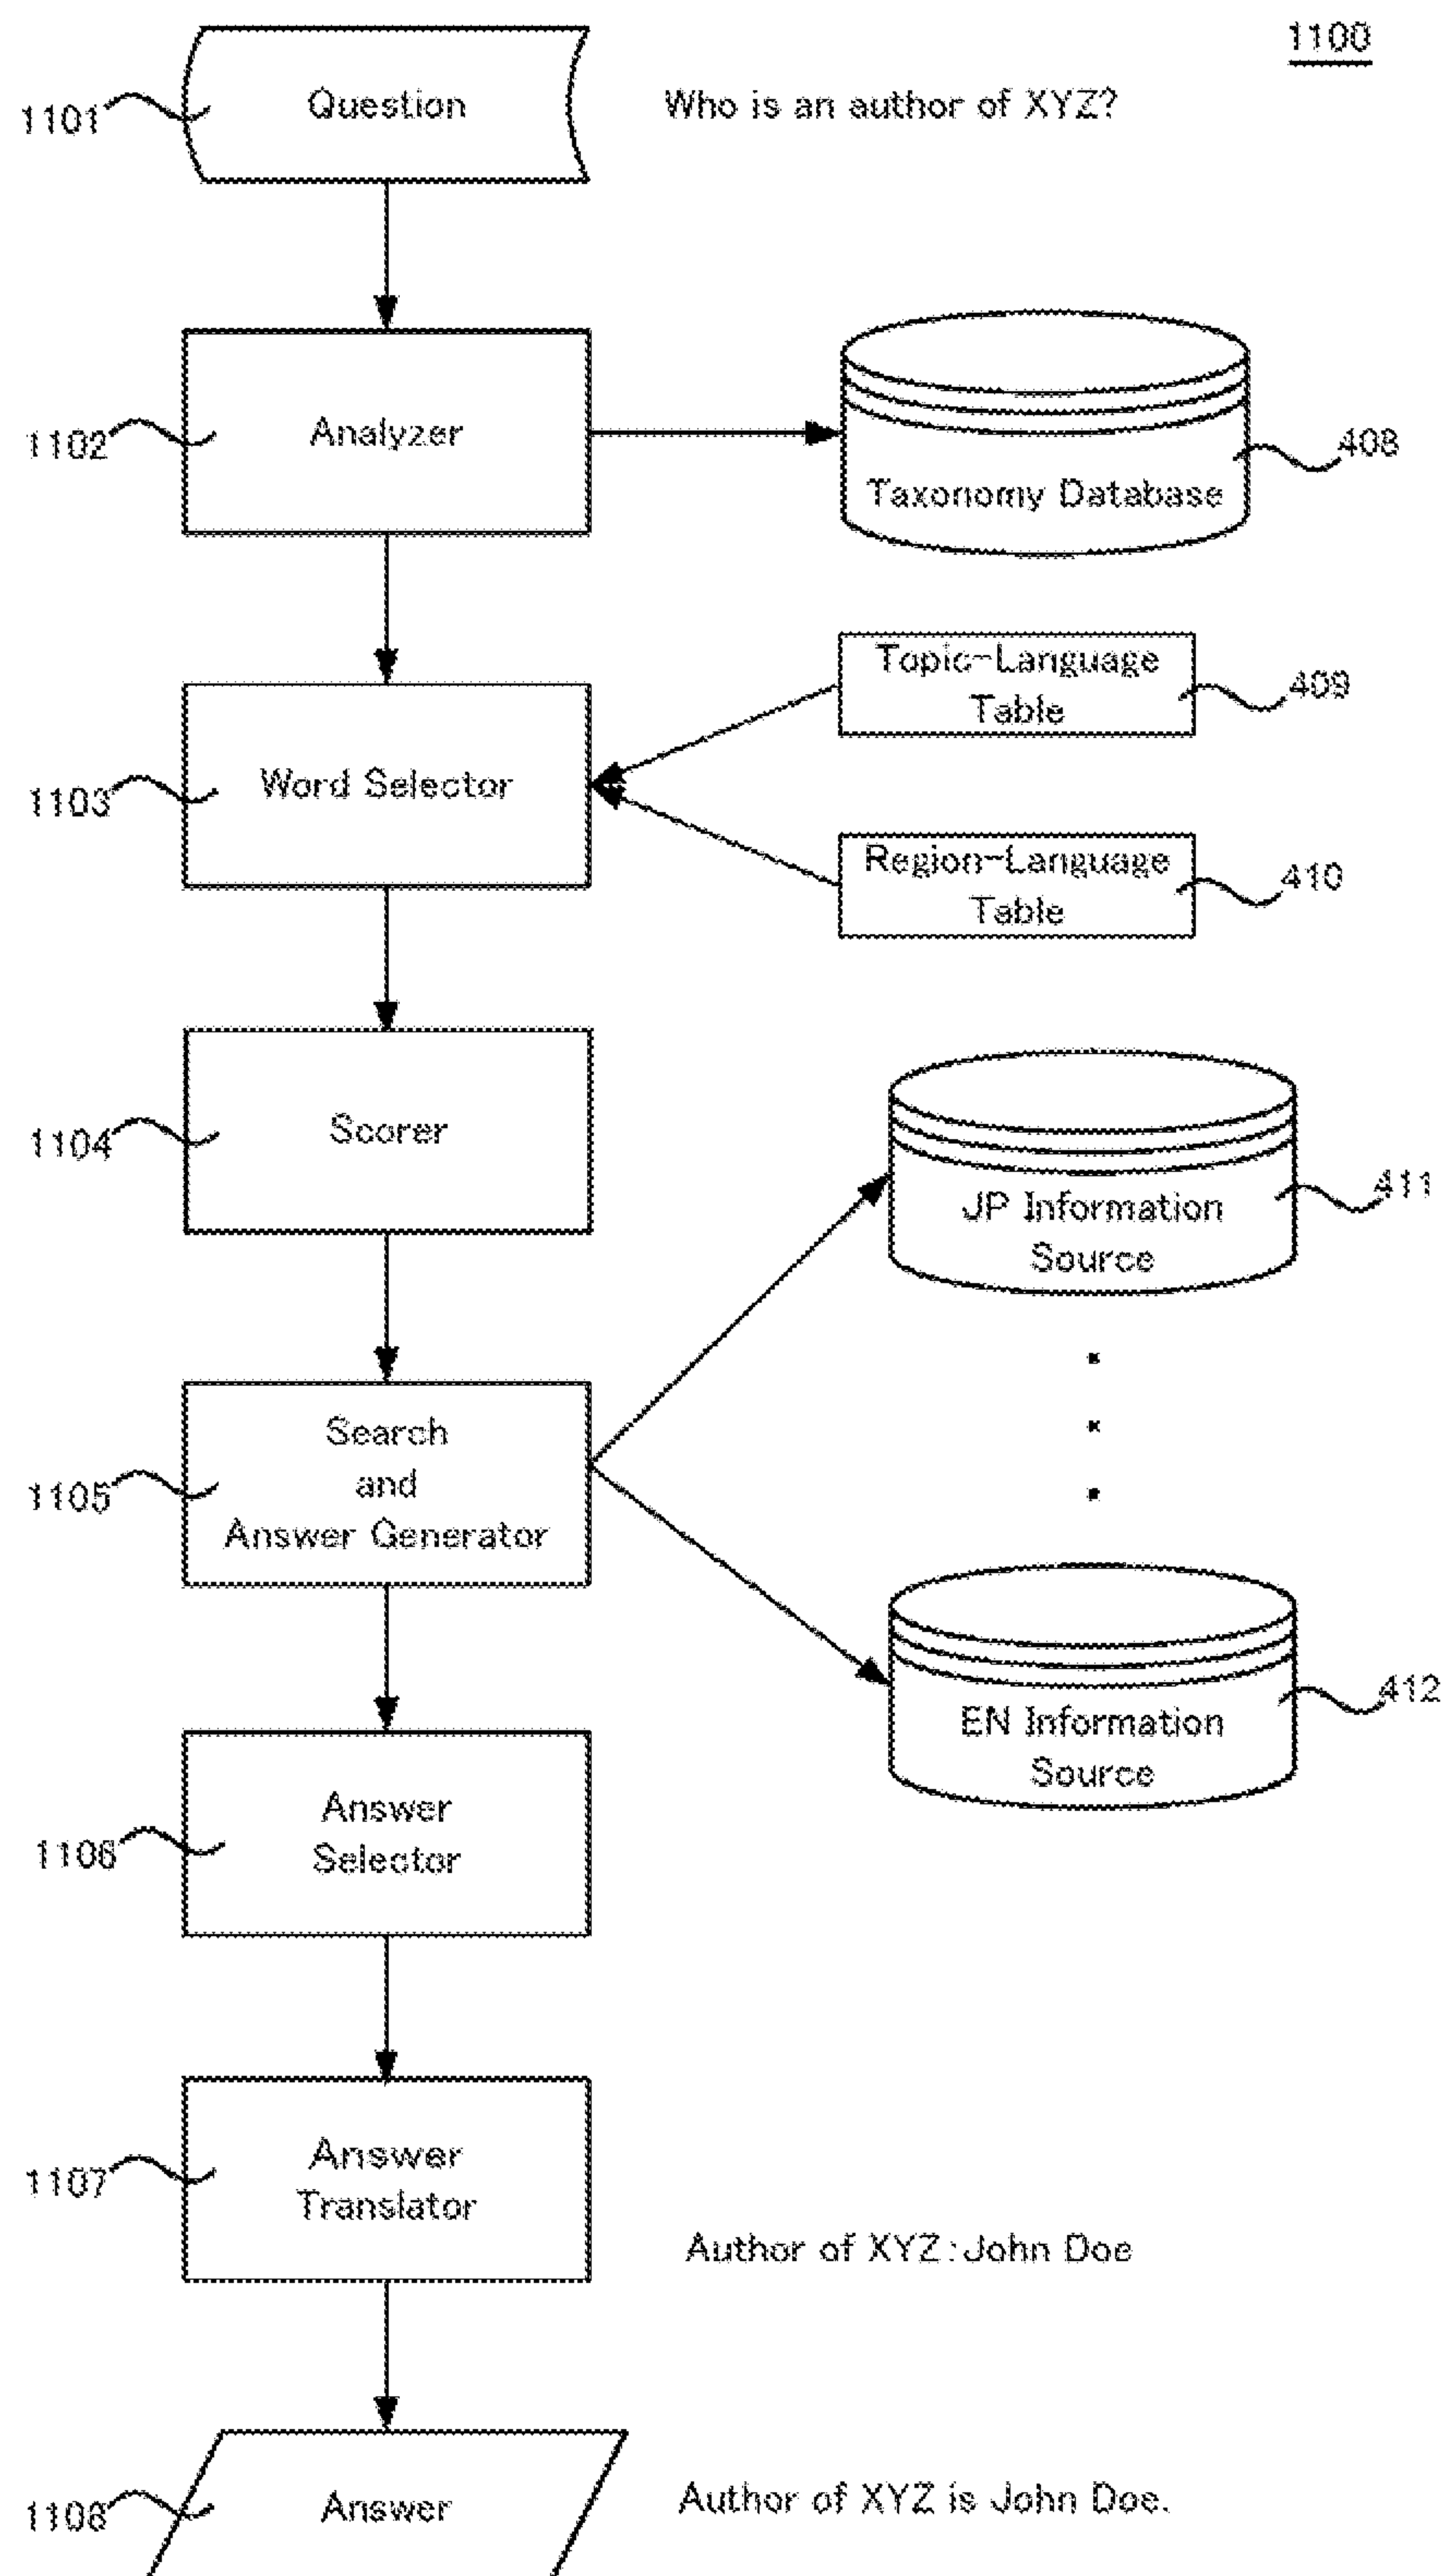 1100
1101
Question
Who is an author of XYZ?
1102
Analyzer
Taxonomy Database
408
Topic-Language
Table
409
1103
Word Selector
Region-Language
Table
410
1104
Scorer
JP Information
Source
411
1105
Search
and
Answer Generator
EN Information
Source
412
1106
Answer
Selector
1107
Answer
Translator
Author of XYZ:John Doe
1108
Answer
Author of XYZ is John Doe.